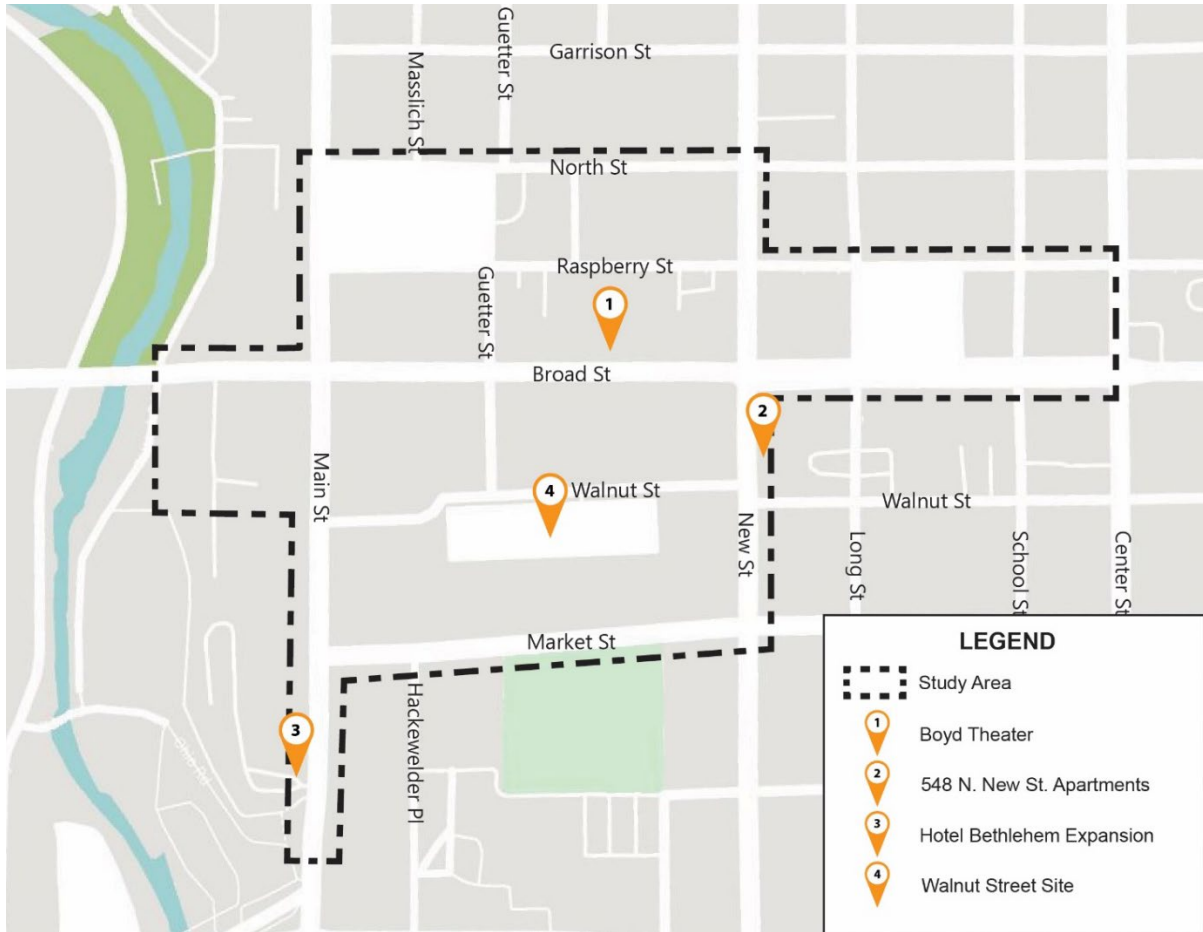 Garrison St
Guetter St
Masslich St
North St
Raspberry St
1
Guetter St
Broad St
2
Main St
4
Walnut St
Walnut St
New St
Long St
School St
Center St
Market St
Hackewelder Pl
3
Ohio Rd
LEGEND
Study Area
1
Boyd Theater
2
548 N. New St. Apartments
3
Hotel Bethlehem Expansion
4
Walnut Street Site